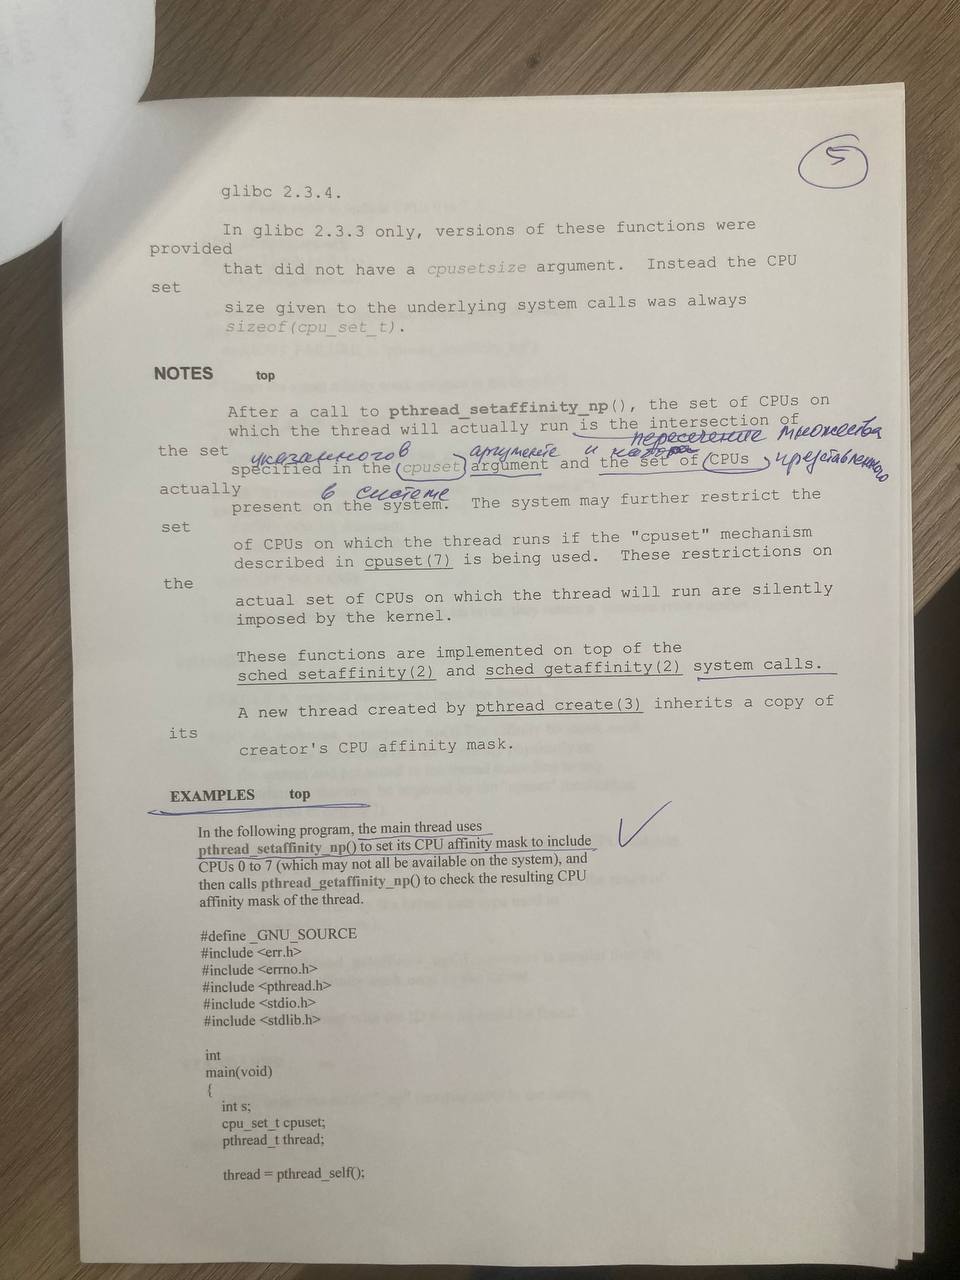 5
glibc 2.3.4.
In glibc 2.3.3 only, versions of these functions were
provided
that did not have a cpusetsize argument.  Instead the CPU
set
size given to the underlying system calls was always
sizeof(cpu_set_t).
NOTES top
After a call to pthread_setaffinity_np(), the set of CPUs on
which the thread will actually run is the intersection of
пересечение множества
the set
указанного в аргументе и набора представленного
specified in the cpuset argument and the set of CPUs
actually
в системе
present on the system.  The system may further restrict the
set
of CPUs on which the thread runs if the "cpuset" mechanism
described in cpuset(7) is being used.  These restrictions on
the
actual set of CPUs on which the thread will run are silently
imposed by the kernel.
These functions are implemented on top of the
sched setaffinity(2) and sched getaffinity(2) system calls.
A new thread created by pthread create(3) inherits a copy of
its
creator's CPU affinity mask.
EXAMPLES top
In the following program, the main thread uses
pthread_setaffinity_np() to set its CPU affinity mask to include
CPUs 0 to 7 (which may not all be available on the system), and
then calls pthread_getaffinity_np() to check the resulting CPU
affinity mask of the thread.
#define _GNU_SOURCE
#include <err.h>
#include <errno.h>
#include <pthread.h>
#include <stdio.h>
#include <stdlib.h>
int
main(void)
{
int s;
cpu_set_t cpuset;
pthread_t thread;
thread = pthread_self();